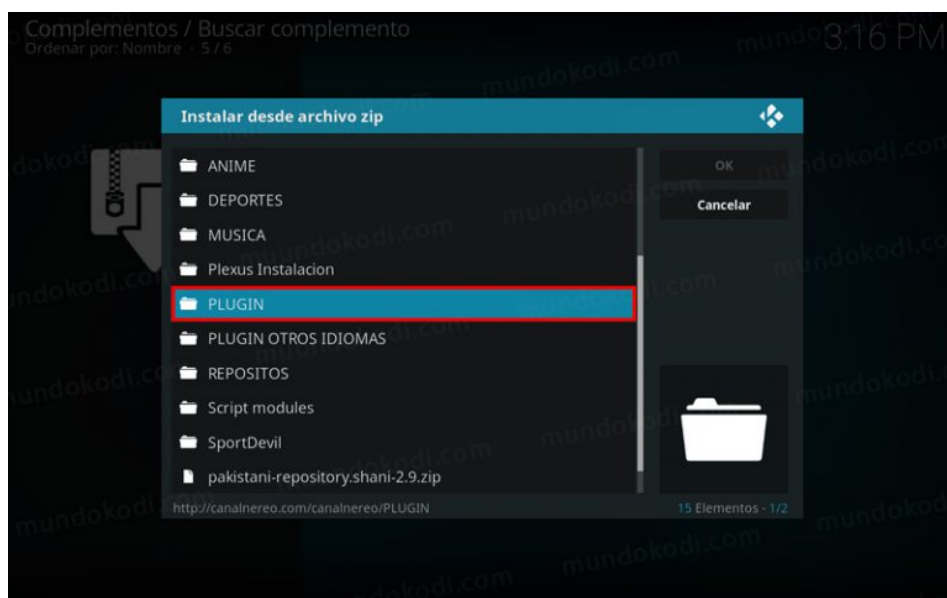 Complementos / Buscar complemento
Ordenar por: Nombre - 5 / 6
3:16 PM
Instalar desde archivo zip
ANIME
DEPORTES
MUSICA
Plexus Instalacion
PLUGIN
PLUGIN OTROS IDIOMAS
REPOSITOS
Script modules
SportDevil
pakistani-repository.shani-2.9.zip
OK
Cancelar
http://canalnereo.com/canalnereo/PLUGIN
15 Elementos - 1/2
mundokodi.com